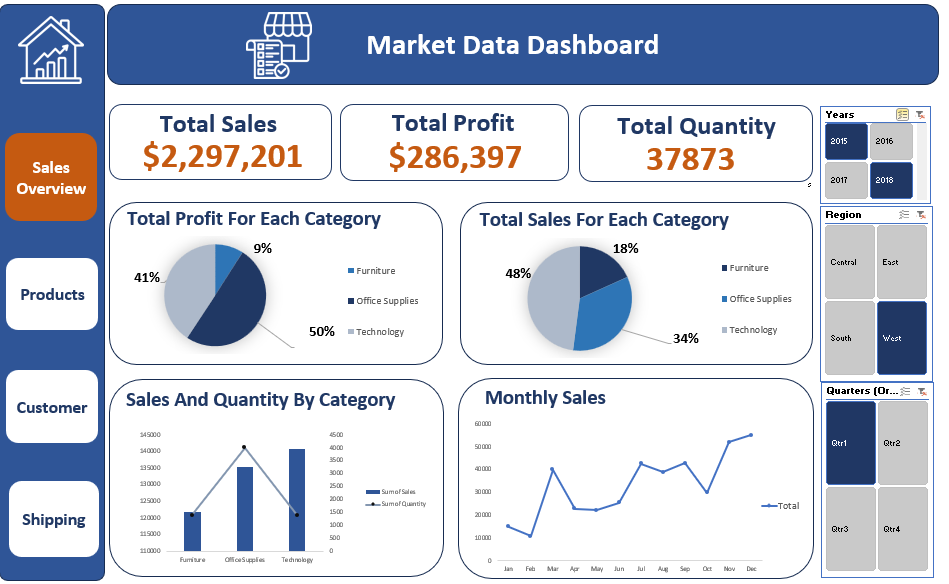 Market Data Dashboard
Sales
Overview
Products
Customer
Shipping
Total Sales
$2,297,201
Total Profit
$286,397
Total Quantity
37873
Total Profit For Each Category
9%
41%
50%
Furniture
Office Supplies
Technology
Total Sales For Each Category
18%
48%
34%
Furniture
Office Supplies
Technology
Sales And Quantity By Category
145000
140000
135000
130000
125000
120000
115000
110000
4500
4000
3500
3000
2500
2000
1500
1000
500
0
Furniture Office Supplies Technology
Sum of Sales
Sum of Quantity
Monthly Sales
60000
50000
40000
30000
20000
10000
0
Jan Feb Mar Apr May Jun Jul Aug Sep Oct Nov Dec
Total
Years
2015 2016
2017 2018
Region
Central East
South West
Quarters (Or...
Qtr1 Qtr2
Qtr3 Qtr4